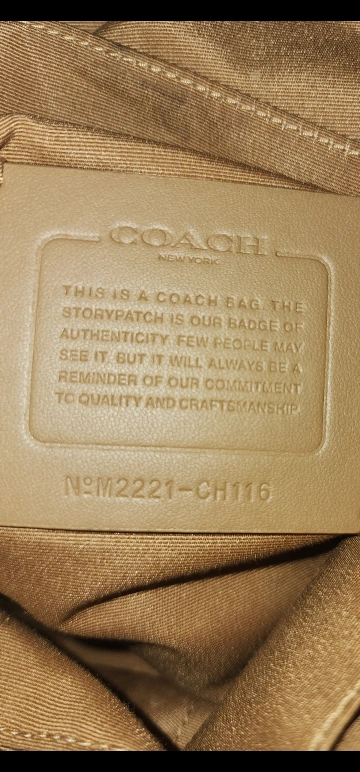 COACH
NEW YORK
THIS IS A COACH BAG. THE
STORYPATCH IS OUR BADGE OF
AUTHENTICITY. FEW PEOPLE MAY
SEE IT, BUT IT WILL ALWAYS BE A
REMINDER OF OUR COMMITMENT
TO QUALITY AND CRAFTSMANSHIP.
NºM2221-CH116